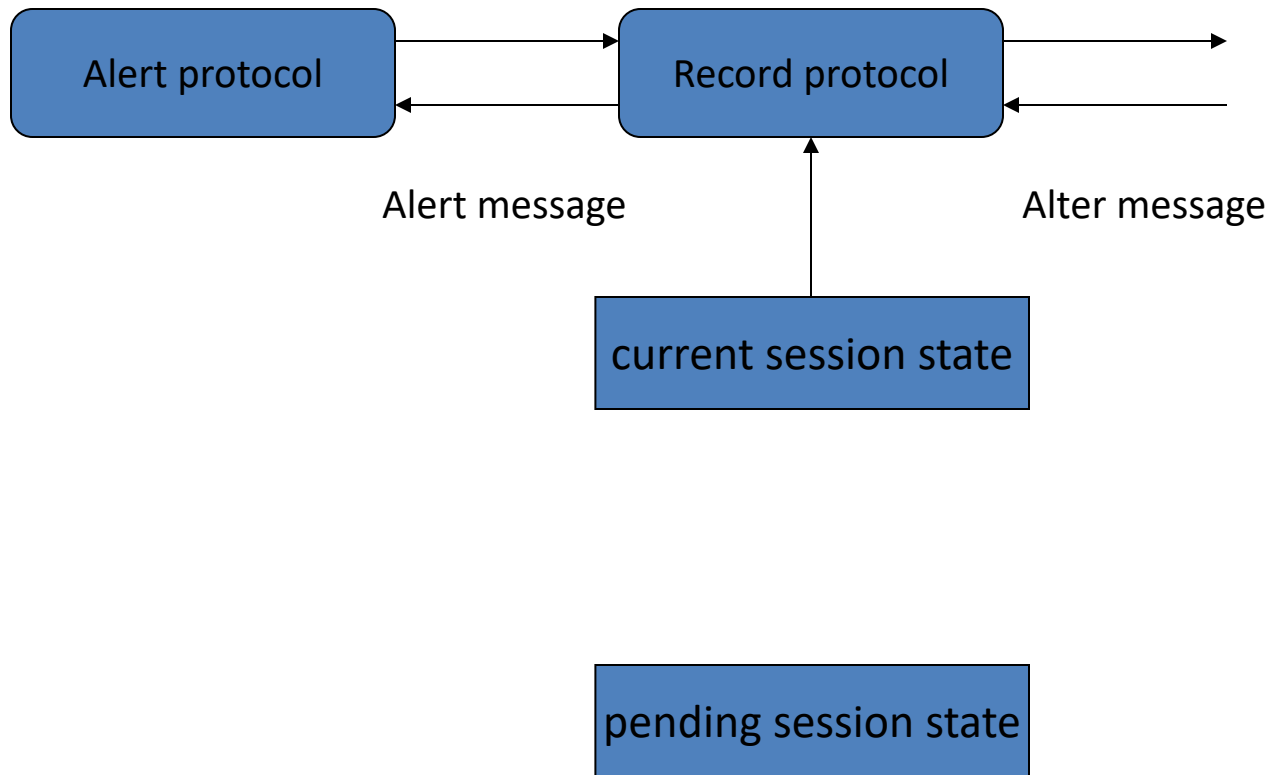 Alert protocol
Record protocol
Alert message
Alter message
current session state
pending session state